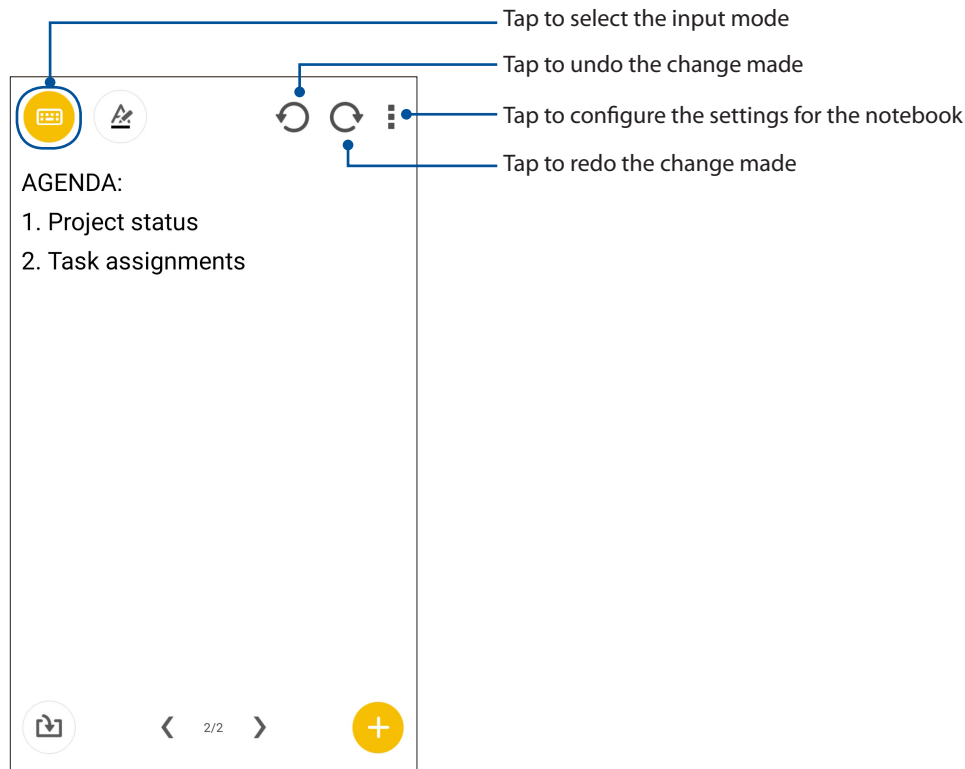 Tap to select the input mode
Tap to undo the change made
Tap to configure the settings for the notebook
Tap to redo the change made
AGENDA:
1. Project status
2. Task assignments
2/2